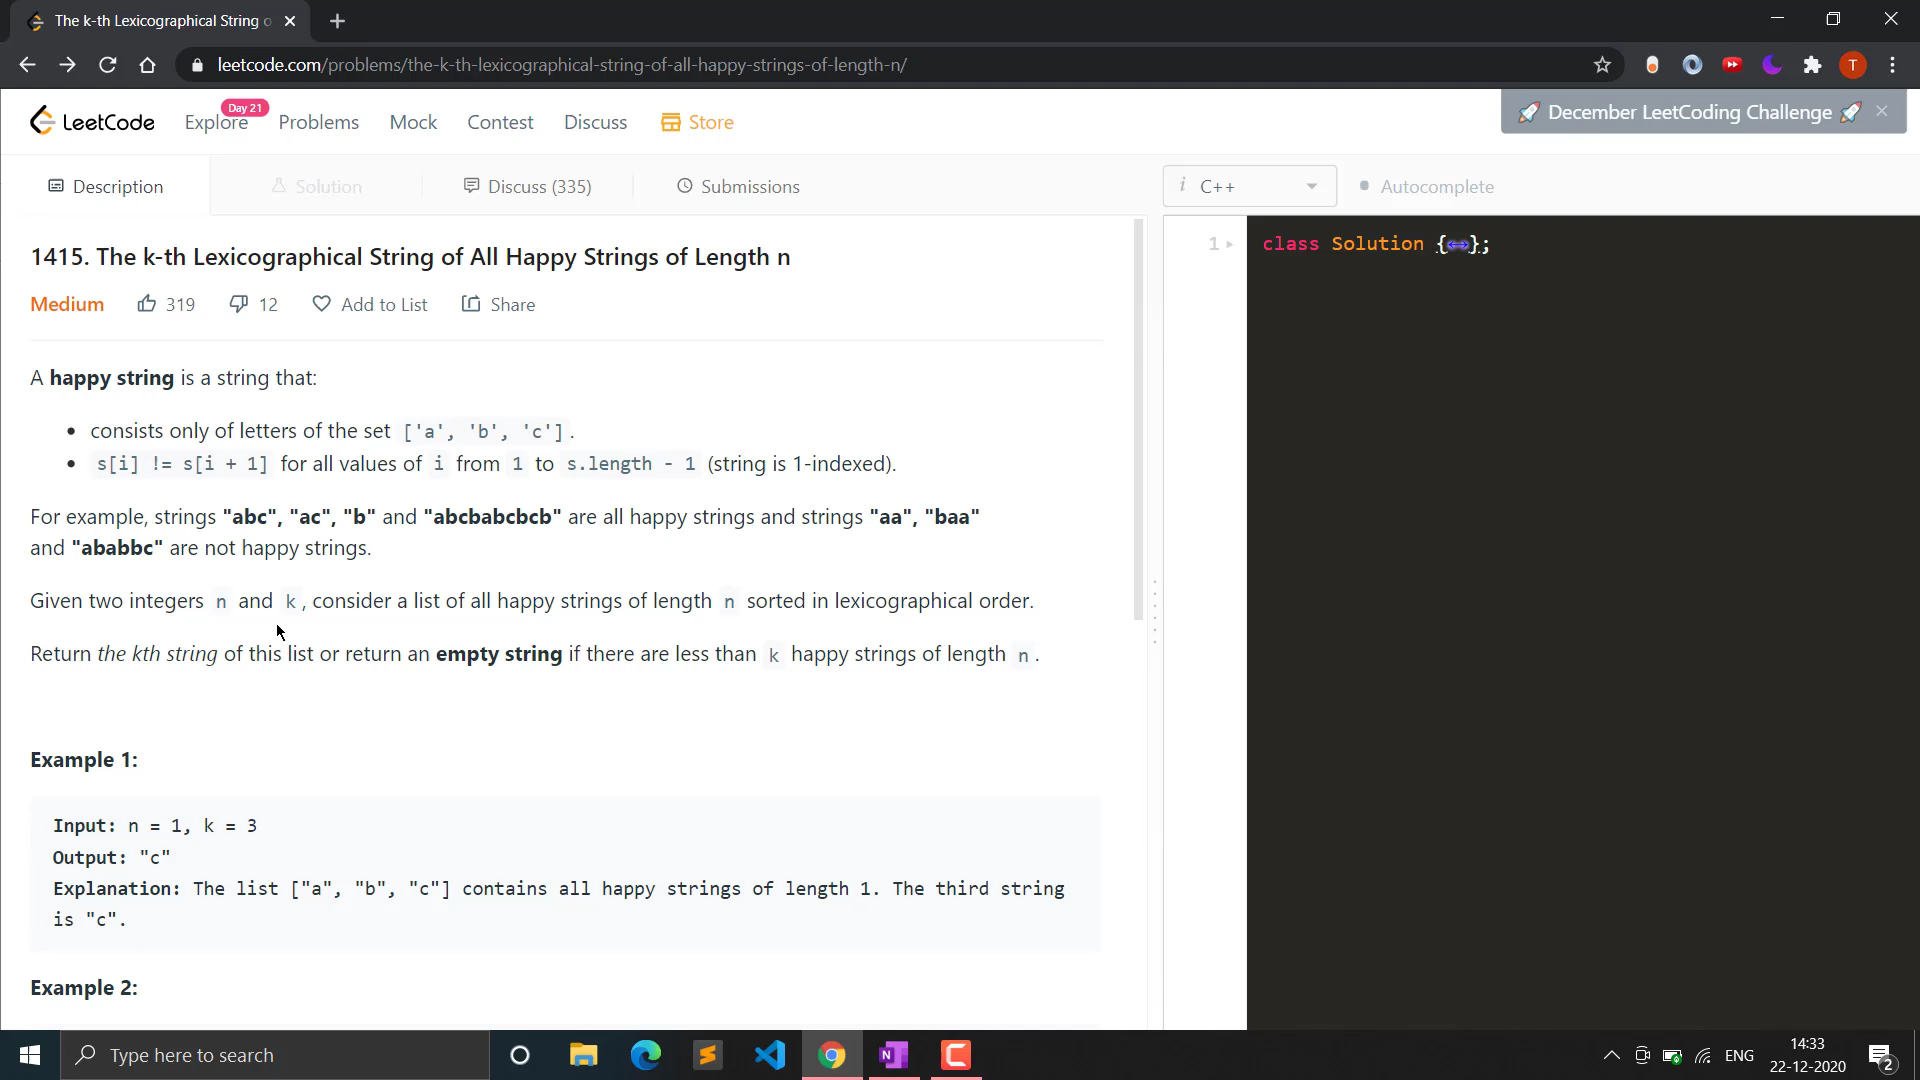 The k-th Lexicographical String o
leetcode.com/problems/the-k-th-lexicographical-string-of-all-happy-strings-of-length-n/
T
LeetCode
Explore
Day 21
Problems
Mock
Contest
Discuss
Store
🚀 December LeetCoding Challenge 🚀
Description
Solution
Discuss (335)
Submissions
i C++
Autocomplete
1415. The k-th Lexicographical String of All Happy Strings of Length n
Medium
319
12
Add to List
Share
A happy string is a string that:
• consists only of letters of the set ['a', 'b', 'c'].
• s[i] != s[i + 1] for all values of i from 1 to s.length - 1 (string is 1-indexed).
For example, strings "abc", "ac", "b" and "abcbabcbcb" are all happy strings and strings "aa", "baa"
and "ababbc" are not happy strings.
Given two integers n and k, consider a list of all happy strings of length n sorted in lexicographical order.
Return the kth string of this list or return an empty string if there are less than k happy strings of length n.
Example 1:
Input: n = 1, k = 3
Output: "c"
Explanation: The list ["a", "b", "c"] contains all happy strings of length 1. The third string
is "c".
Example 2:
1
class Solution {↔};
Type here to search
N
ENG
14:33
22-12-2020
2